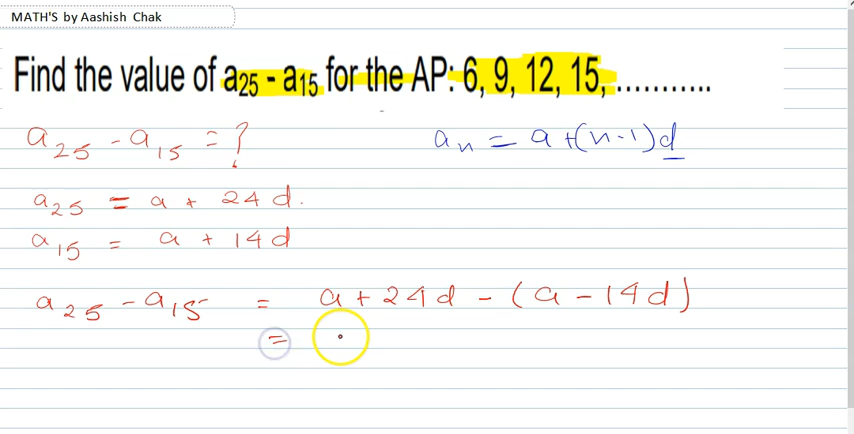 MATH'S by Aashish Chak
Find the value of a25 - a15 for the AP: 6, 9, 12, 15, ………..
a25 - a15 = ?
an = a + (n-1)d
a25 = a + 24d.
a15 = a + 14d
a25 - a15 = a + 24d - (a - 14d)
=